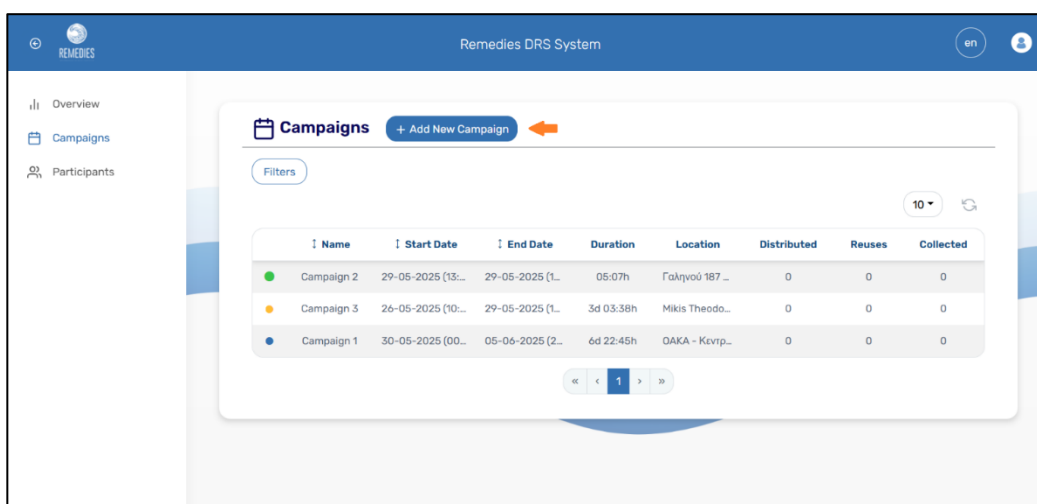 REMEDIES
Remedies DRS System
en
Overview
Campaigns
Participants
Campaigns
+ Add New Campaign
Filters
10
Name Start Date End Date Duration Location Distributed Reuses Collected
Campaign 2 29-05-2025 (13:... 29-05-2025 (1... 05:07h Γαληνού 187 ... 0 0 0
Campaign 3 26-05-2025 (10:... 29-05-2025 (1... 3d 03:38h Mikis Theodo... 0 0 0
Campaign 1 30-05-2025 (00... 05-06-2025 (2... 6d 22:45h ΟΑΚΑ - Κεντρ... 0 0 0
« ‹ 1 › »